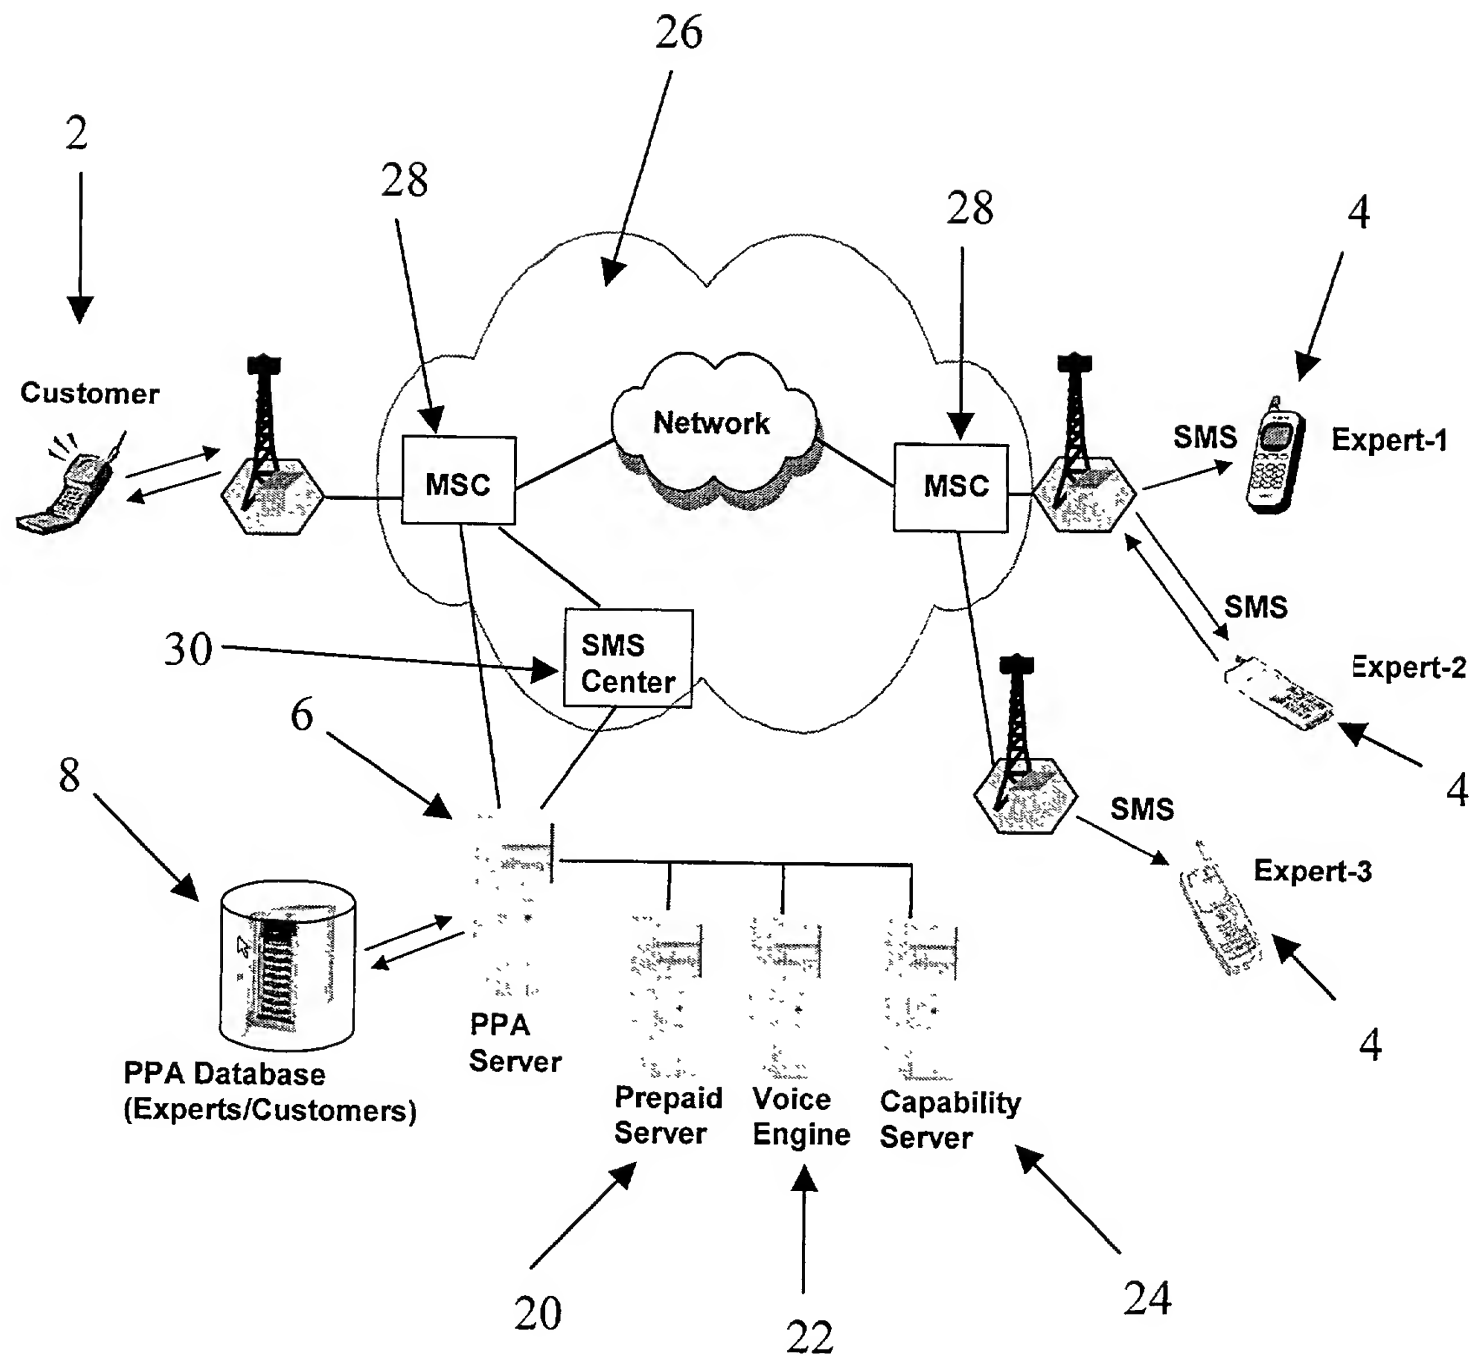 26
2
28
28
4
Customer
Network
SMS
Expert-1
MSC
MSC
SMS
30
SMS
Center
Expert-2
6
8
4
SMS
Expert-3
PPA
Server
4
PPA Database
(Experts/Customers)
Prepaid
Server
Voice
Engine
Capability
Server
20
22
24